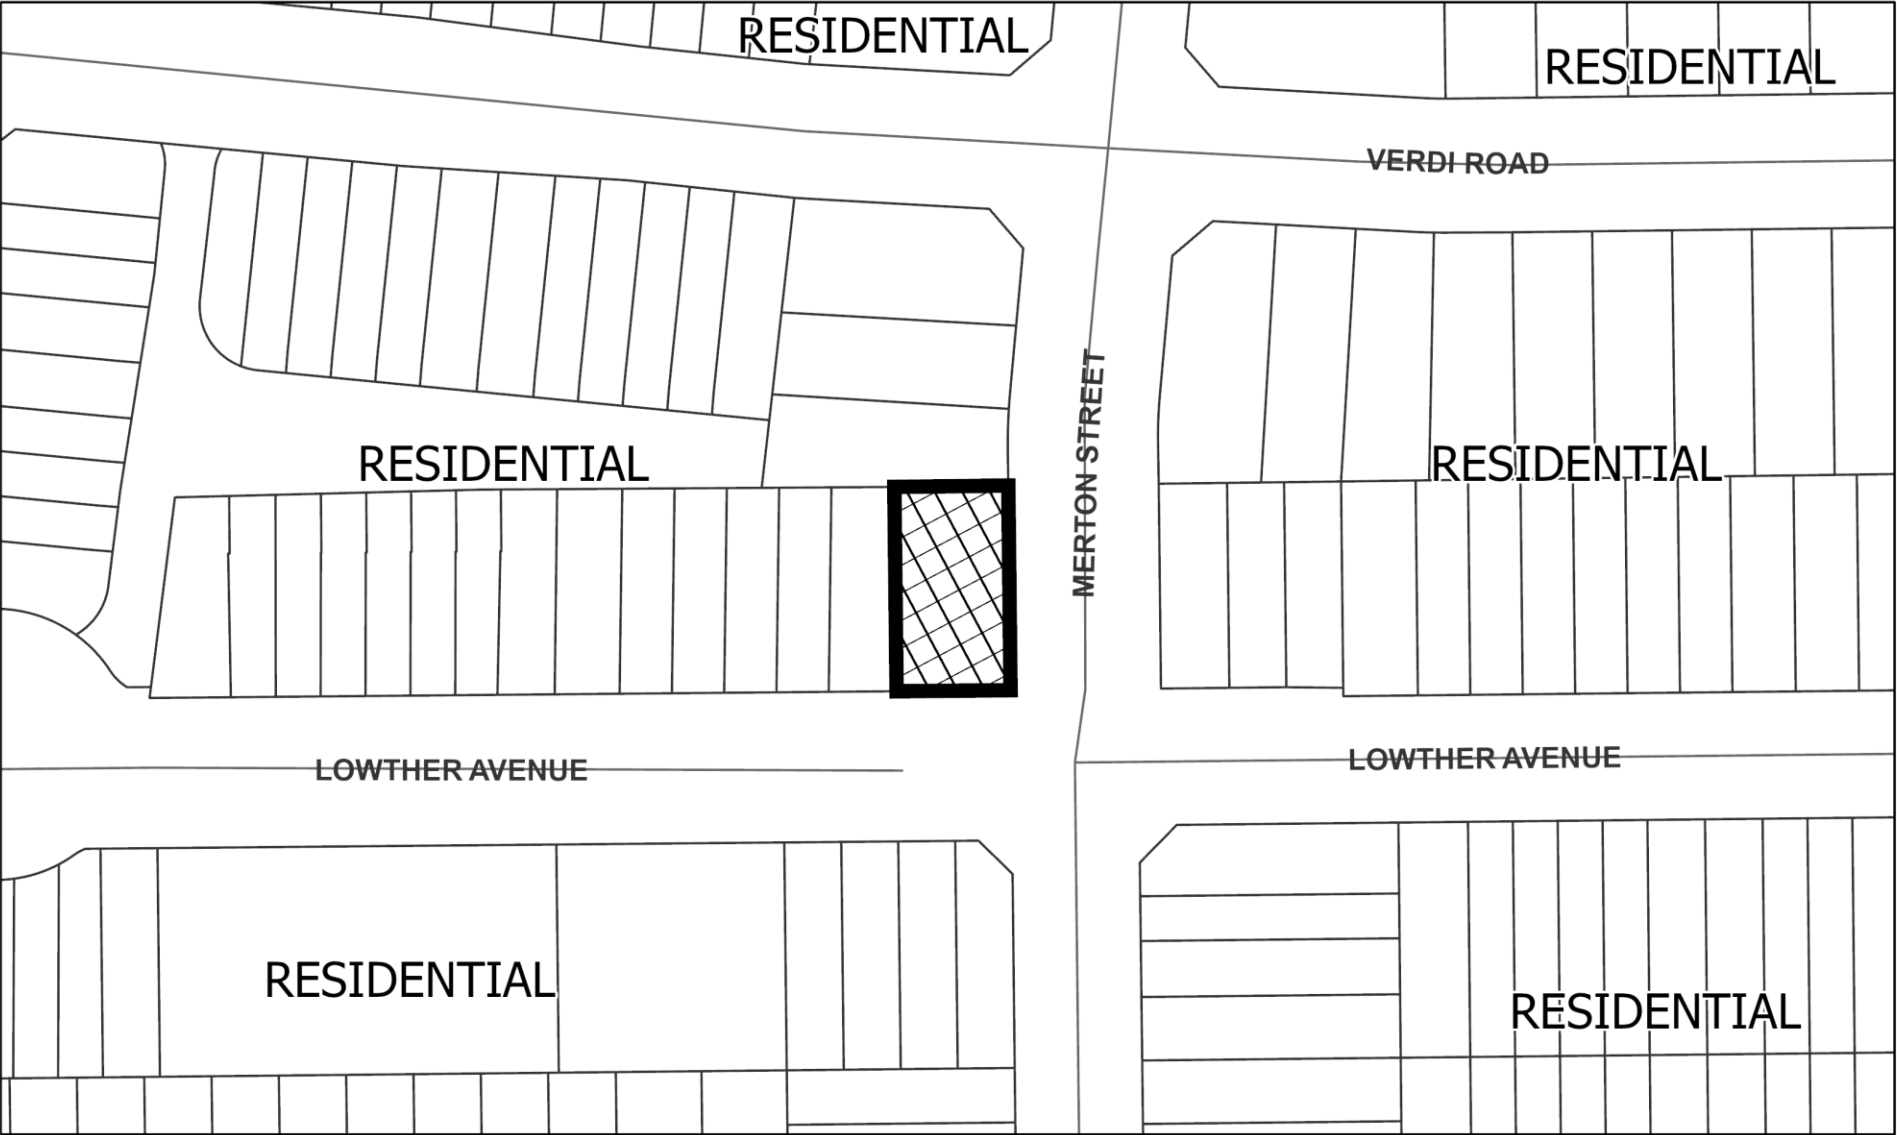 RESIDENTIAL
RESIDENTIAL
VERDI ROAD
MERTON STREET
RESIDENTIAL
RESIDENTIAL
LOWTHER AVENUE
LOWTHER AVENUE
RESIDENTIAL
RESIDENTIAL